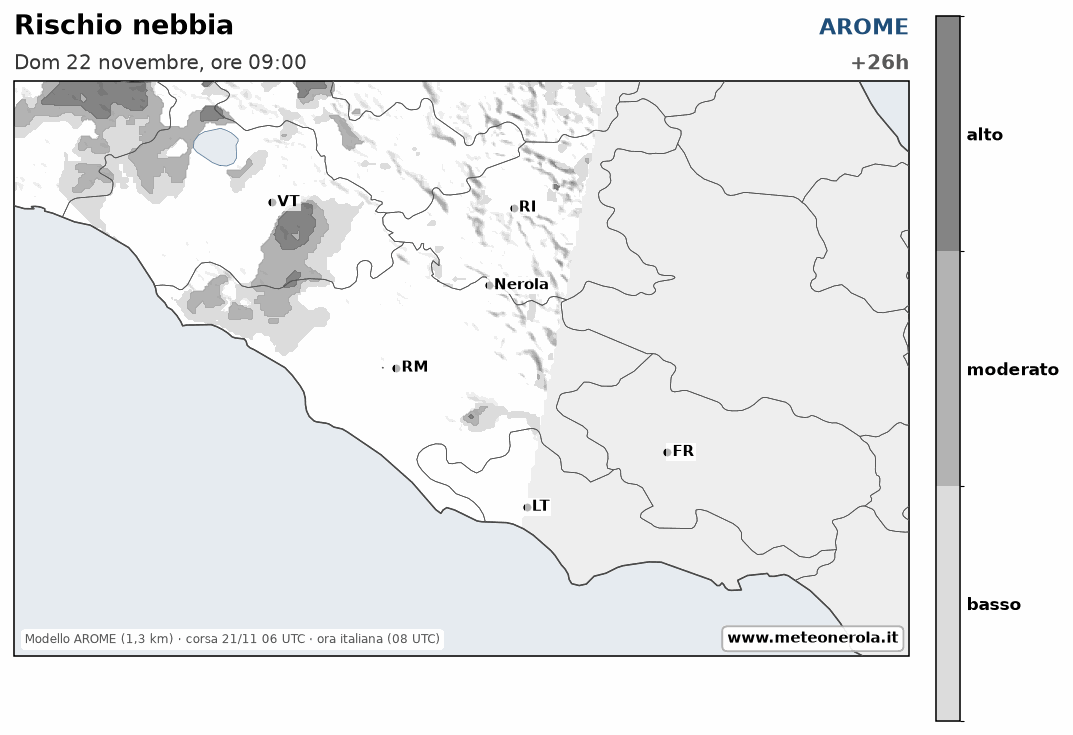 Rischio nebbia
AROME
Dom 22 novembre, ore 09:00
+26h
alto
VT
RI
Nerola
RM
moderato
FR
LT
basso
Modello AROME (1,3 km) · corsa 21/11 06 UTC · ora italiana (08 UTC)
www.meteonerola.it